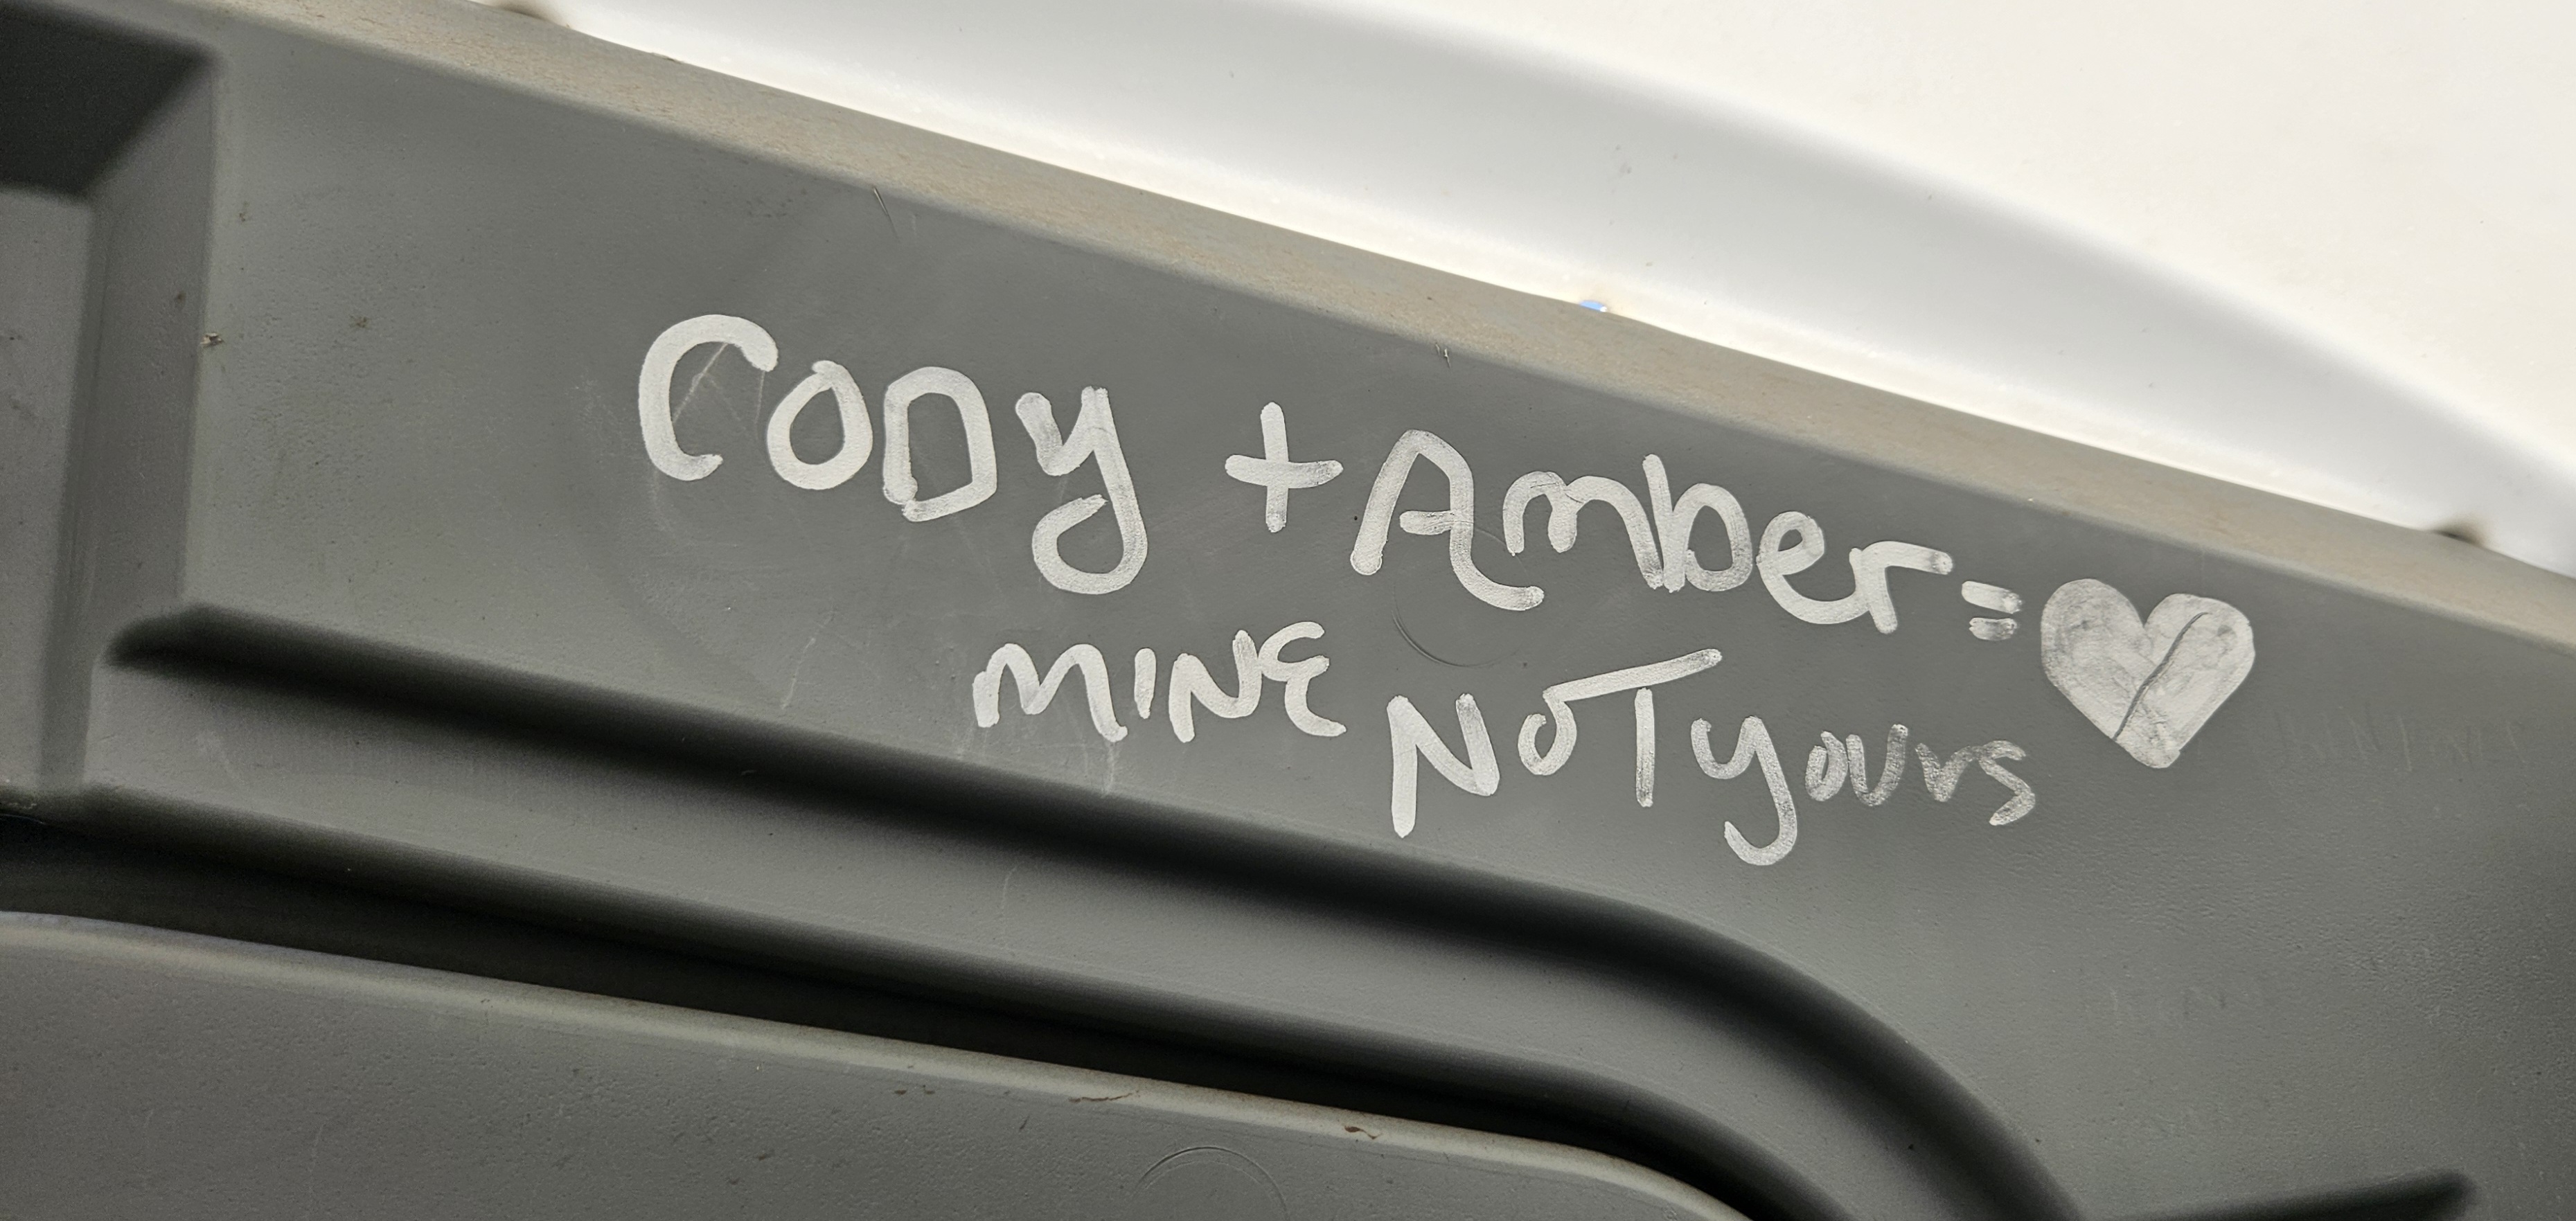 CODy + Amber = ♥
MINE NOT yours